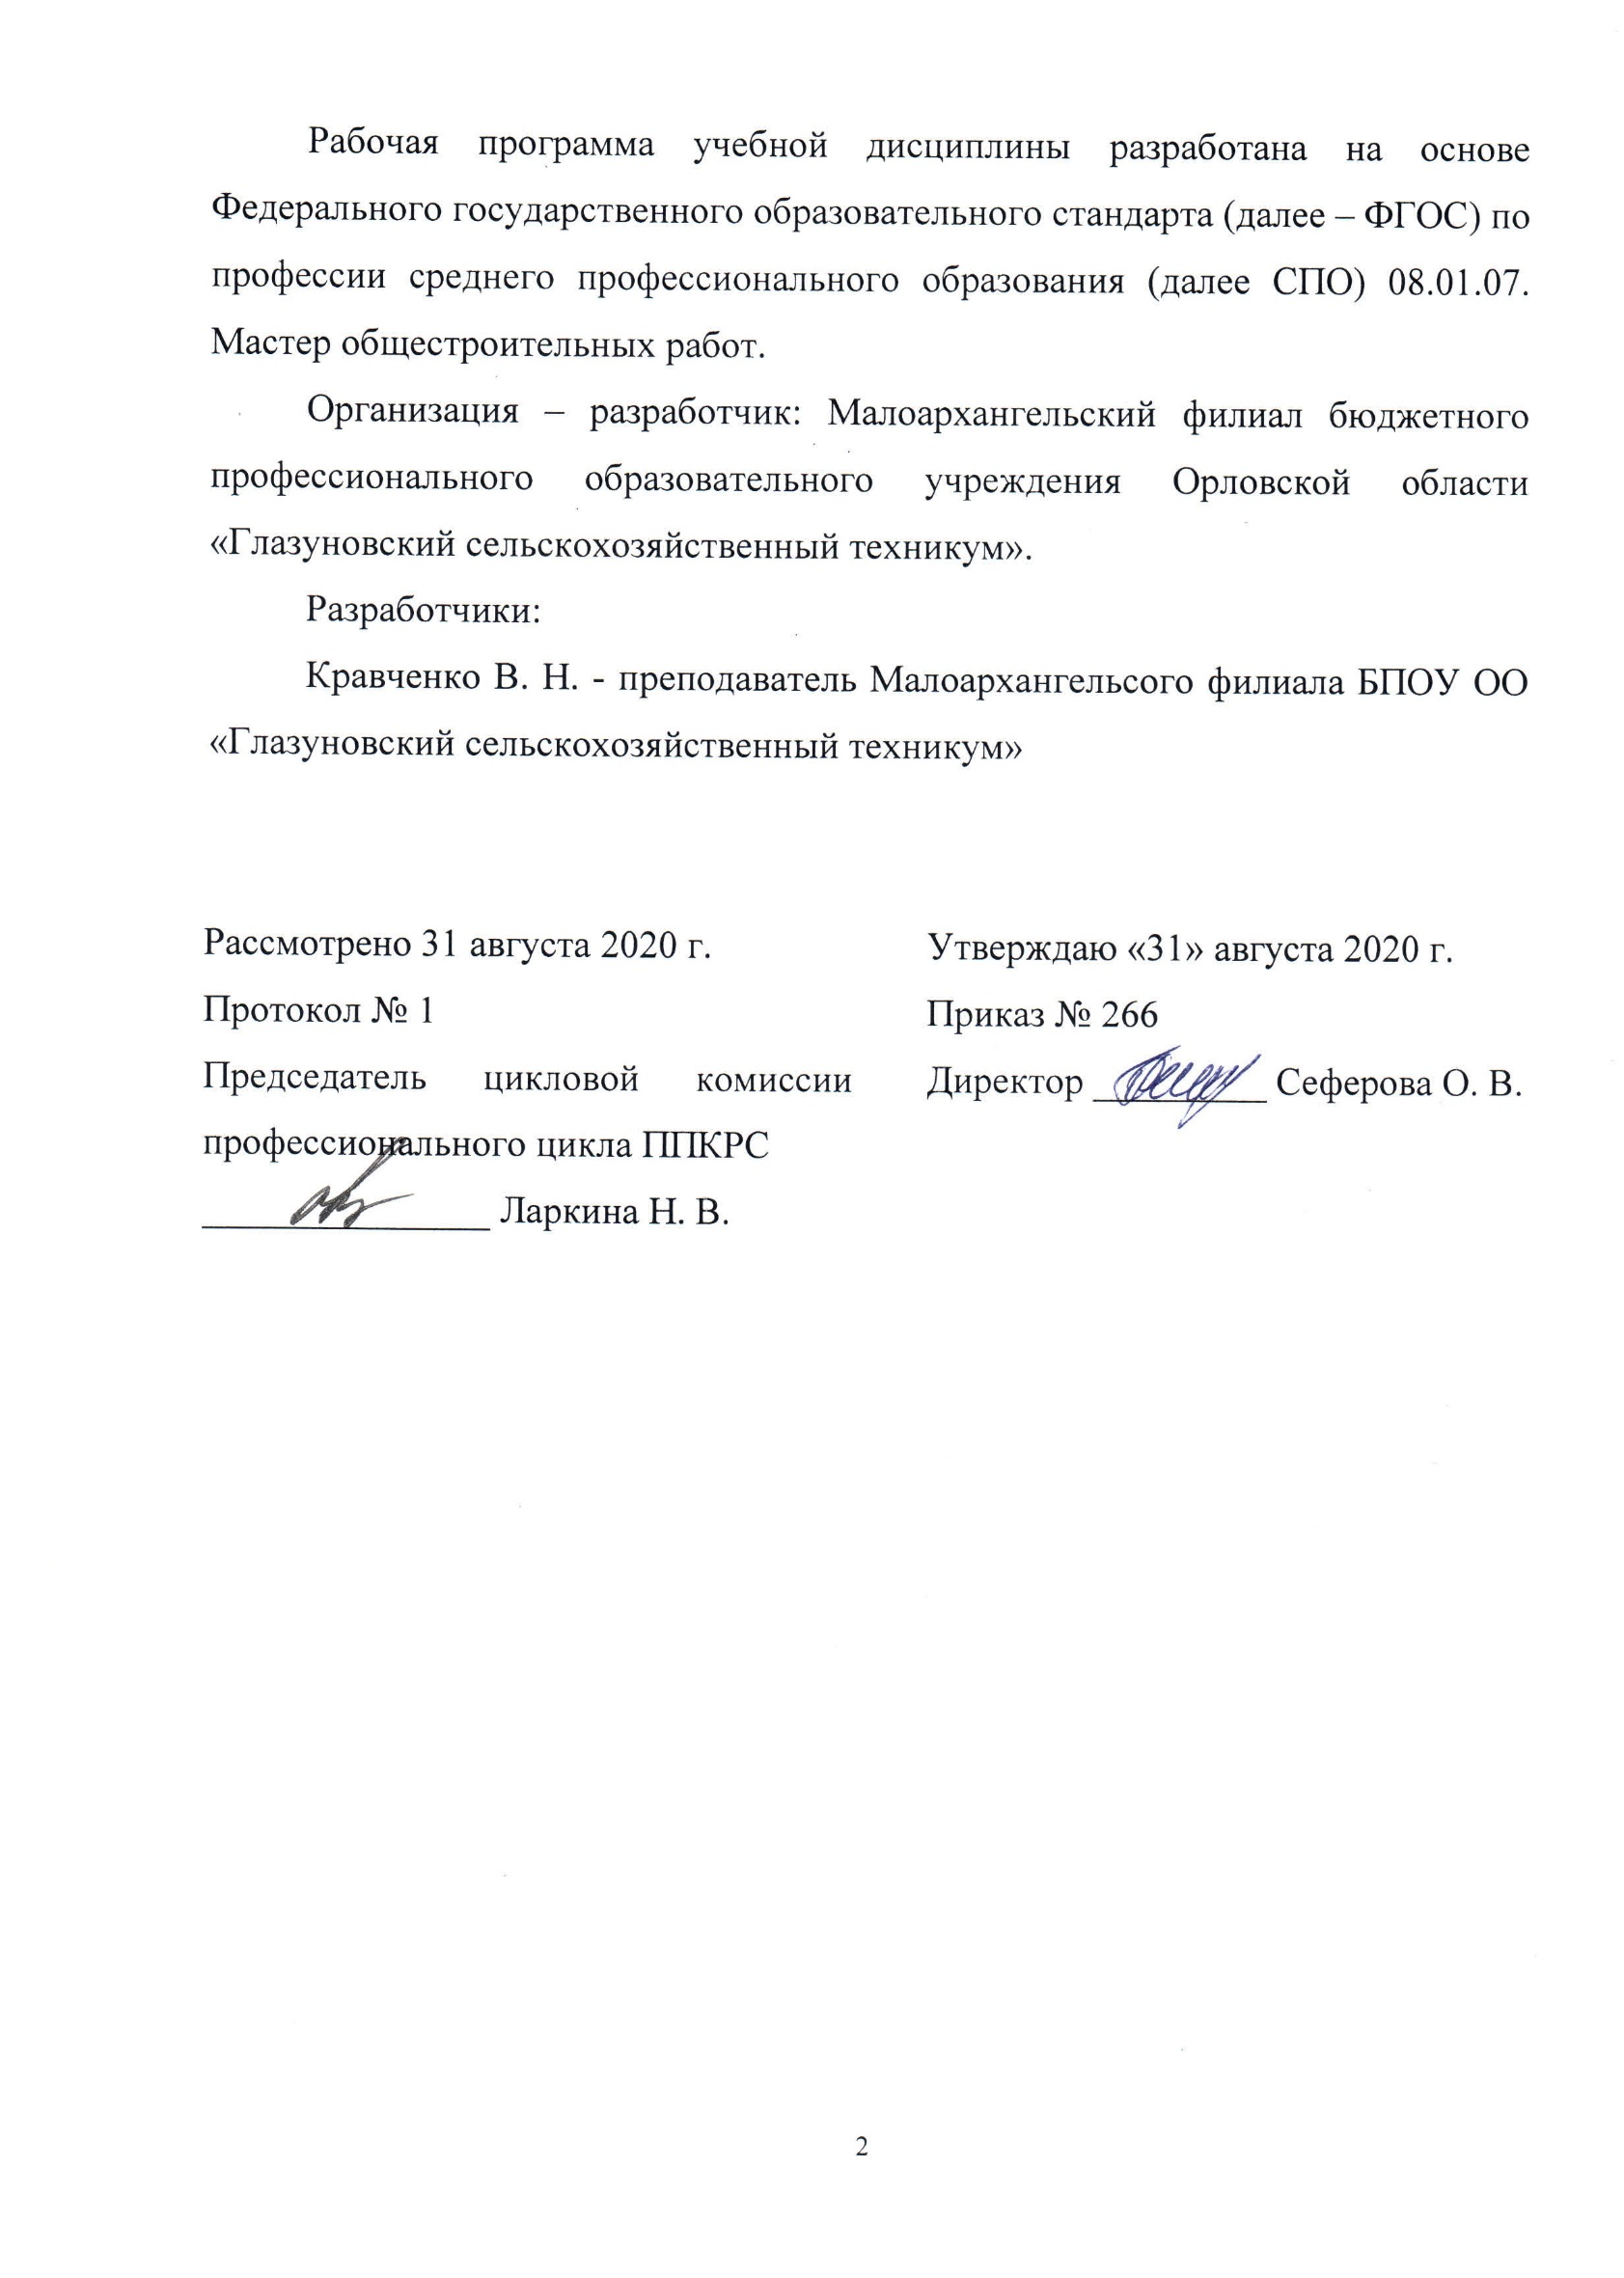 Рабочая программа учебной дисциплины разработана на основе
Федерального государственного образовательного стандарта (далее – ФГОС) по
профессии среднего профессионального образования (далее СПО) 08.01.07.
Мастер общестроительных работ.
Организация – разработчик: Малоархангельский филиал бюджетного
профессионального образовательного учреждения Орловской области
«Глазуновский сельскохозяйственный техникум».
Разработчики:
Кравченко В. Н. - преподаватель Малоархангельсого филиала БПОУ ОО
«Глазуновский сельскохозяйственный техникум»
Рассмотрено 31 августа 2020 г.
Протокол № 1
Председатель цикловой комиссии
профессионального цикла ППКРС
Ларкина Н. В.
Утверждаю «31» августа 2020 г.
Приказ № 266
Директор Сеферова О. В.
2